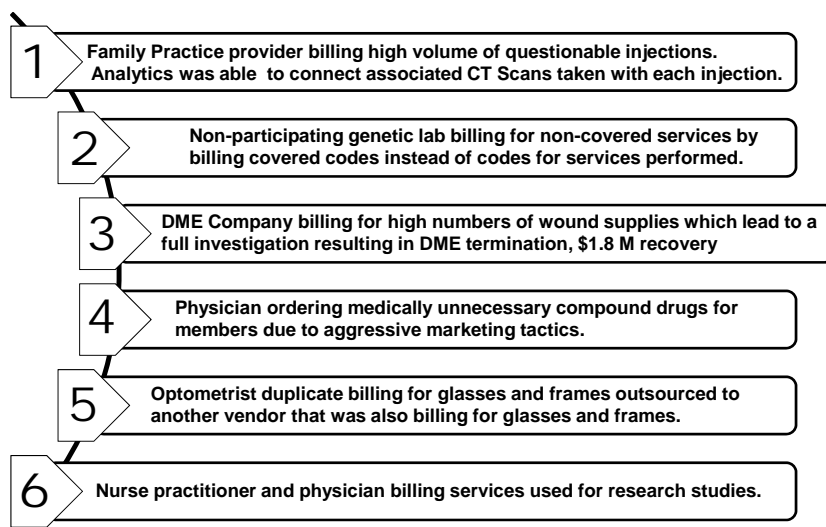 1
Family Practice provider billing high volume of questionable injections.
Analytics was able to connect associated CT Scans taken with each injection.
2
Non-participating genetic lab billing for non-covered services by
billing covered codes instead of codes for services performed.
3
DME Company billing for high numbers of wound supplies which lead to a
full investigation resulting in DME termination, $1.8 M recovery
4
Physician ordering medically unnecessary compound drugs for
members due to aggressive marketing tactics.
5
Optometrist duplicate billing for glasses and frames outsourced to
another vendor that was also billing for glasses and frames.
6
Nurse practitioner and physician billing services used for research studies.